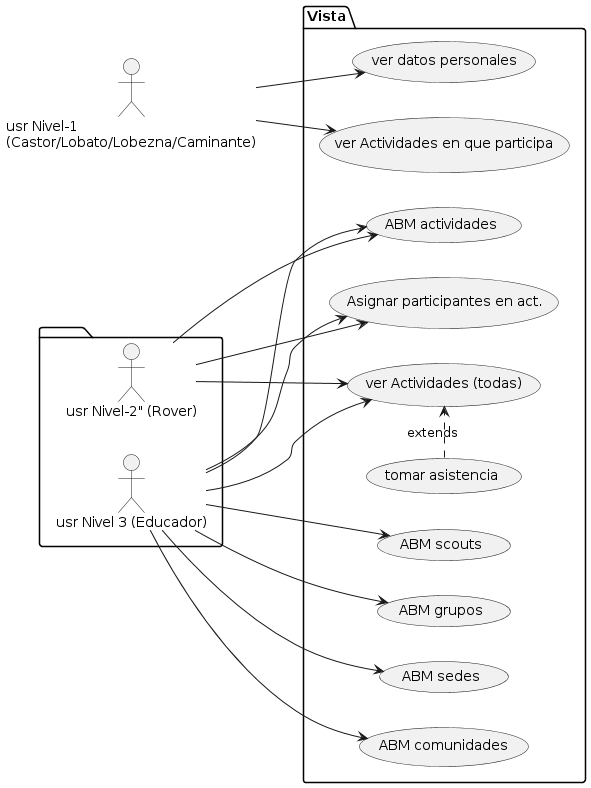 Vista
ver datos personales
usr Nivel-1
(Castor/Lobato/Lobezna/Caminante)
ver Actividades en que participa
ABM actividades
Asignar participantes en act.
usr Nivel-2" (Rover)
ver Actividades (todas)
extends
tomar asistencia
usr Nivel 3 (Educador)
ABM scouts
ABM grupos
ABM sedes
ABM comunidades